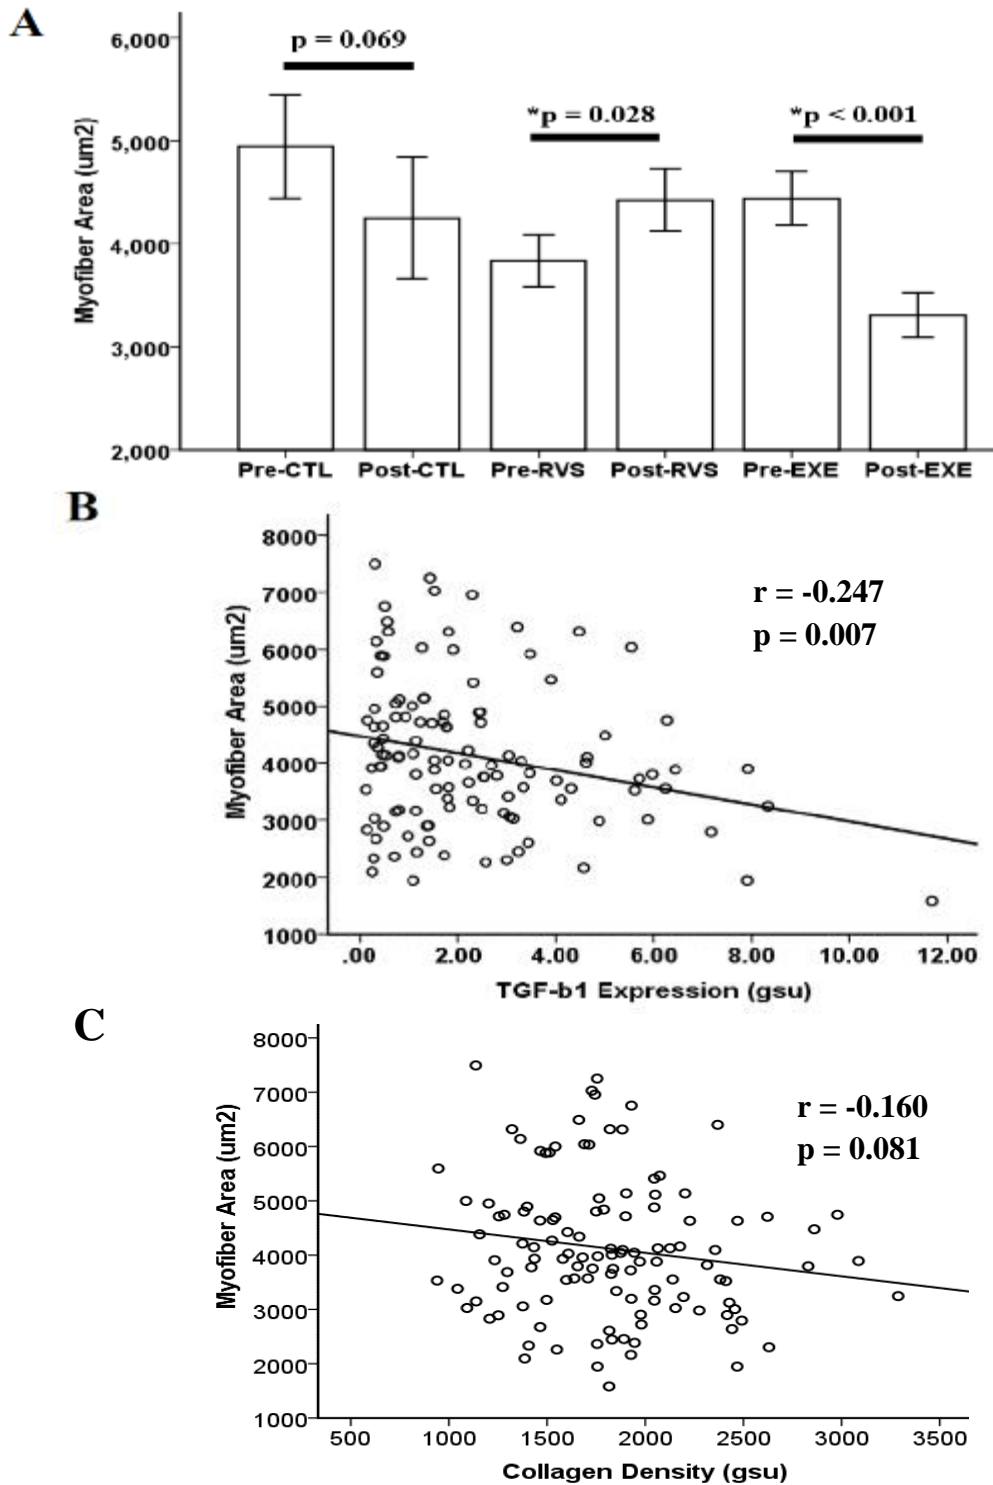 A
6,000
p = 0.069
*p = 0.028
*p < 0.001
5,000
4,000
3,000
2,000
Myofiber Area (um2)
Pre-CTL Post-CTL Pre-RVS Post-RVS Pre-EXE Post-EXE
B
8000
7000
6000
5000
4000
3000
2000
1000
Myofiber Area (um2)
r = -0.247
p = 0.007
.00 2.00 4.00 6.00 8.00 10.00 12.00
TGF-b1 Expression (gsu)
C
8000
7000
6000
5000
4000
3000
2000
1000
Myofiber Area (um2)
r = -0.160
p = 0.081
500 1000 1500 2000 2500 3000 3500
Collagen Density (gsu)